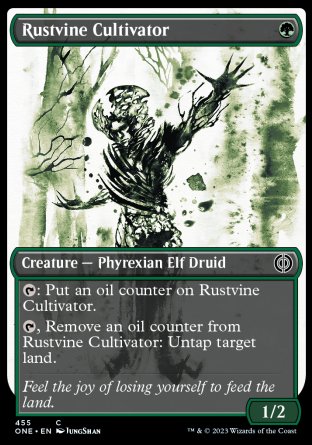 Rustvine Cultivator
Creature — Phyrexian Elf Druid
: Put an oil counter on Rustvine
Cultivator.
, Remove an oil counter from
Rustvine Cultivator: Untap target
land.
Feel the joy of losing yourself to feed the
land.
1/2
455 C
ONE • EN JUNGSHAN
™ & © 2023 Wizards of the Coast